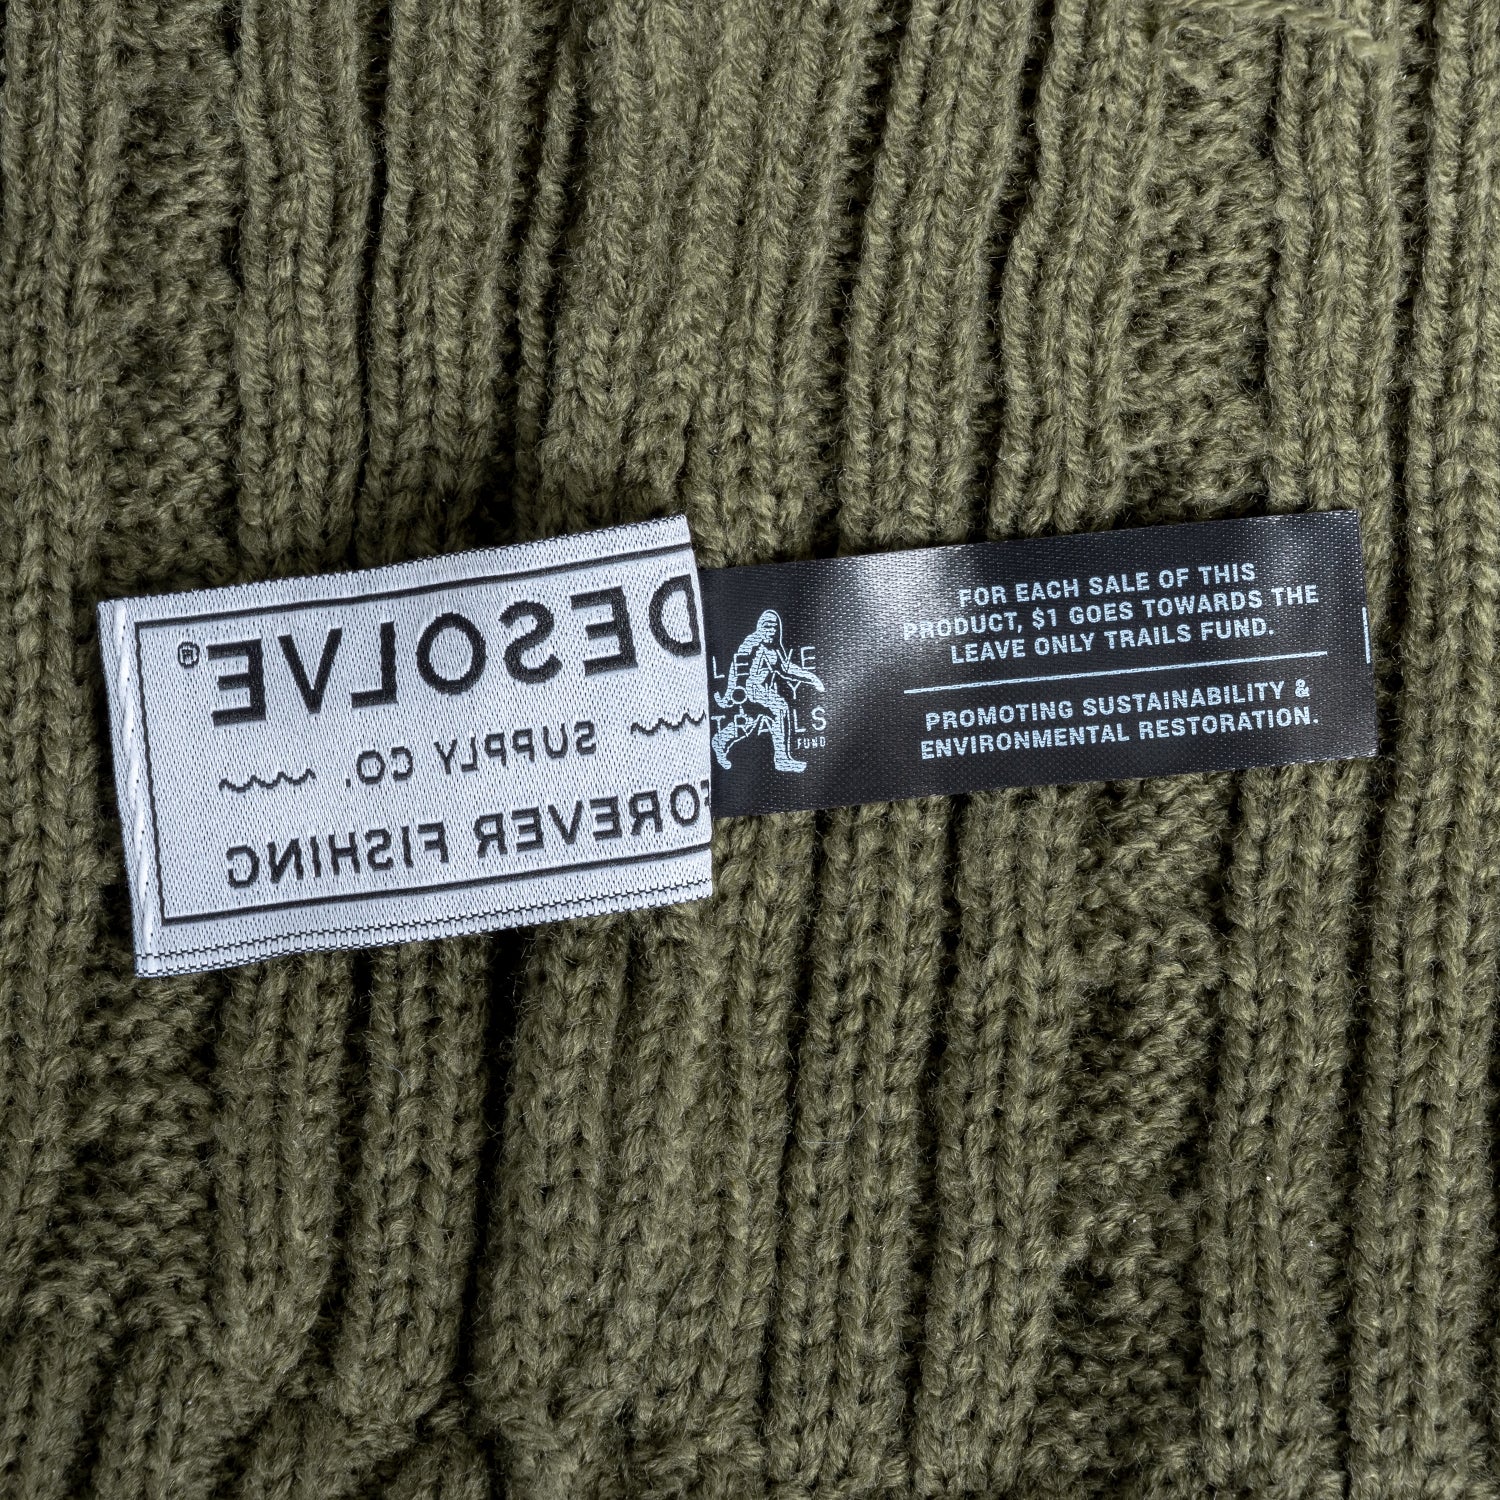 DESOLVE®
SUPPLY CO.
FOREVER FISHING
LEAVE
ONLY
TRAILS
FUND
FOR EACH SALE OF THIS
PRODUCT, $1 GOES TOWARDS THE
LEAVE ONLY TRAILS FUND.
PROMOTING SUSTAINABILITY &
ENVIRONMENTAL RESTORATION.